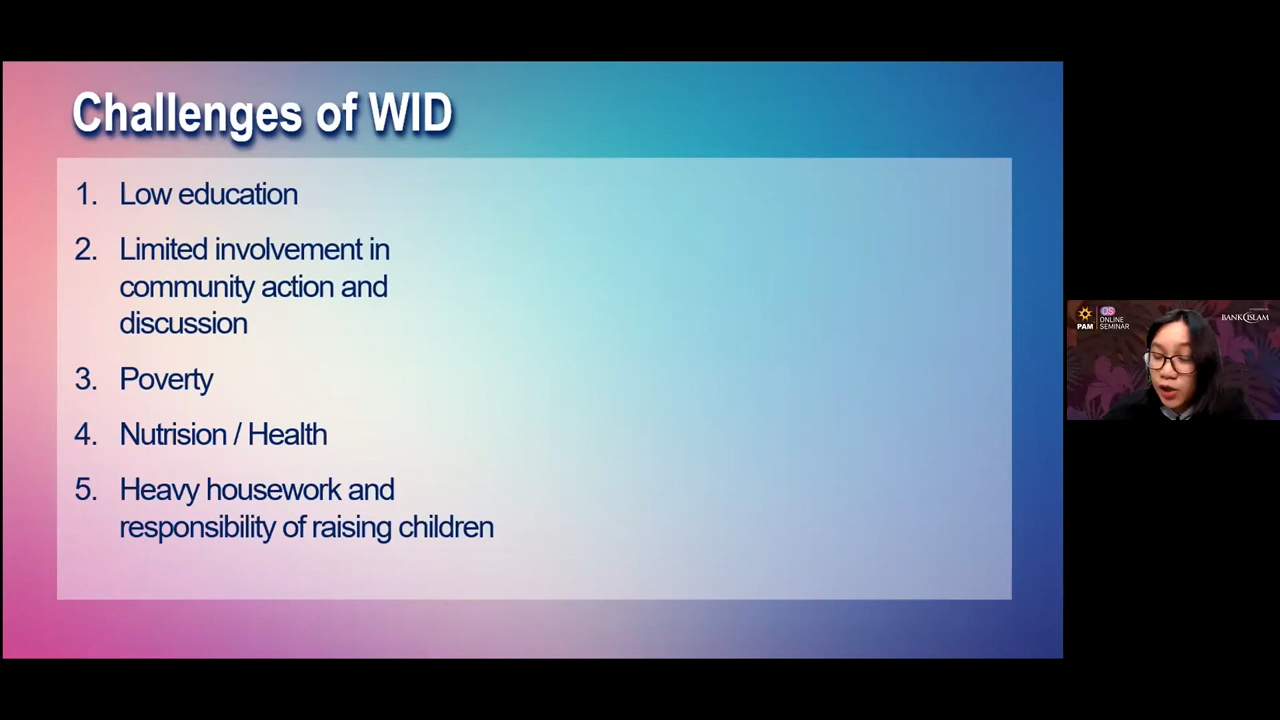 Challenges of WID
1. Low education
2. Limited involvement in
community action and
discussion
3. Poverty
4. Nutrision / Health
5. Heavy housework and
responsibility of raising children
PAM
OS
ONLINE
SEMINAR
BANK ISLAM